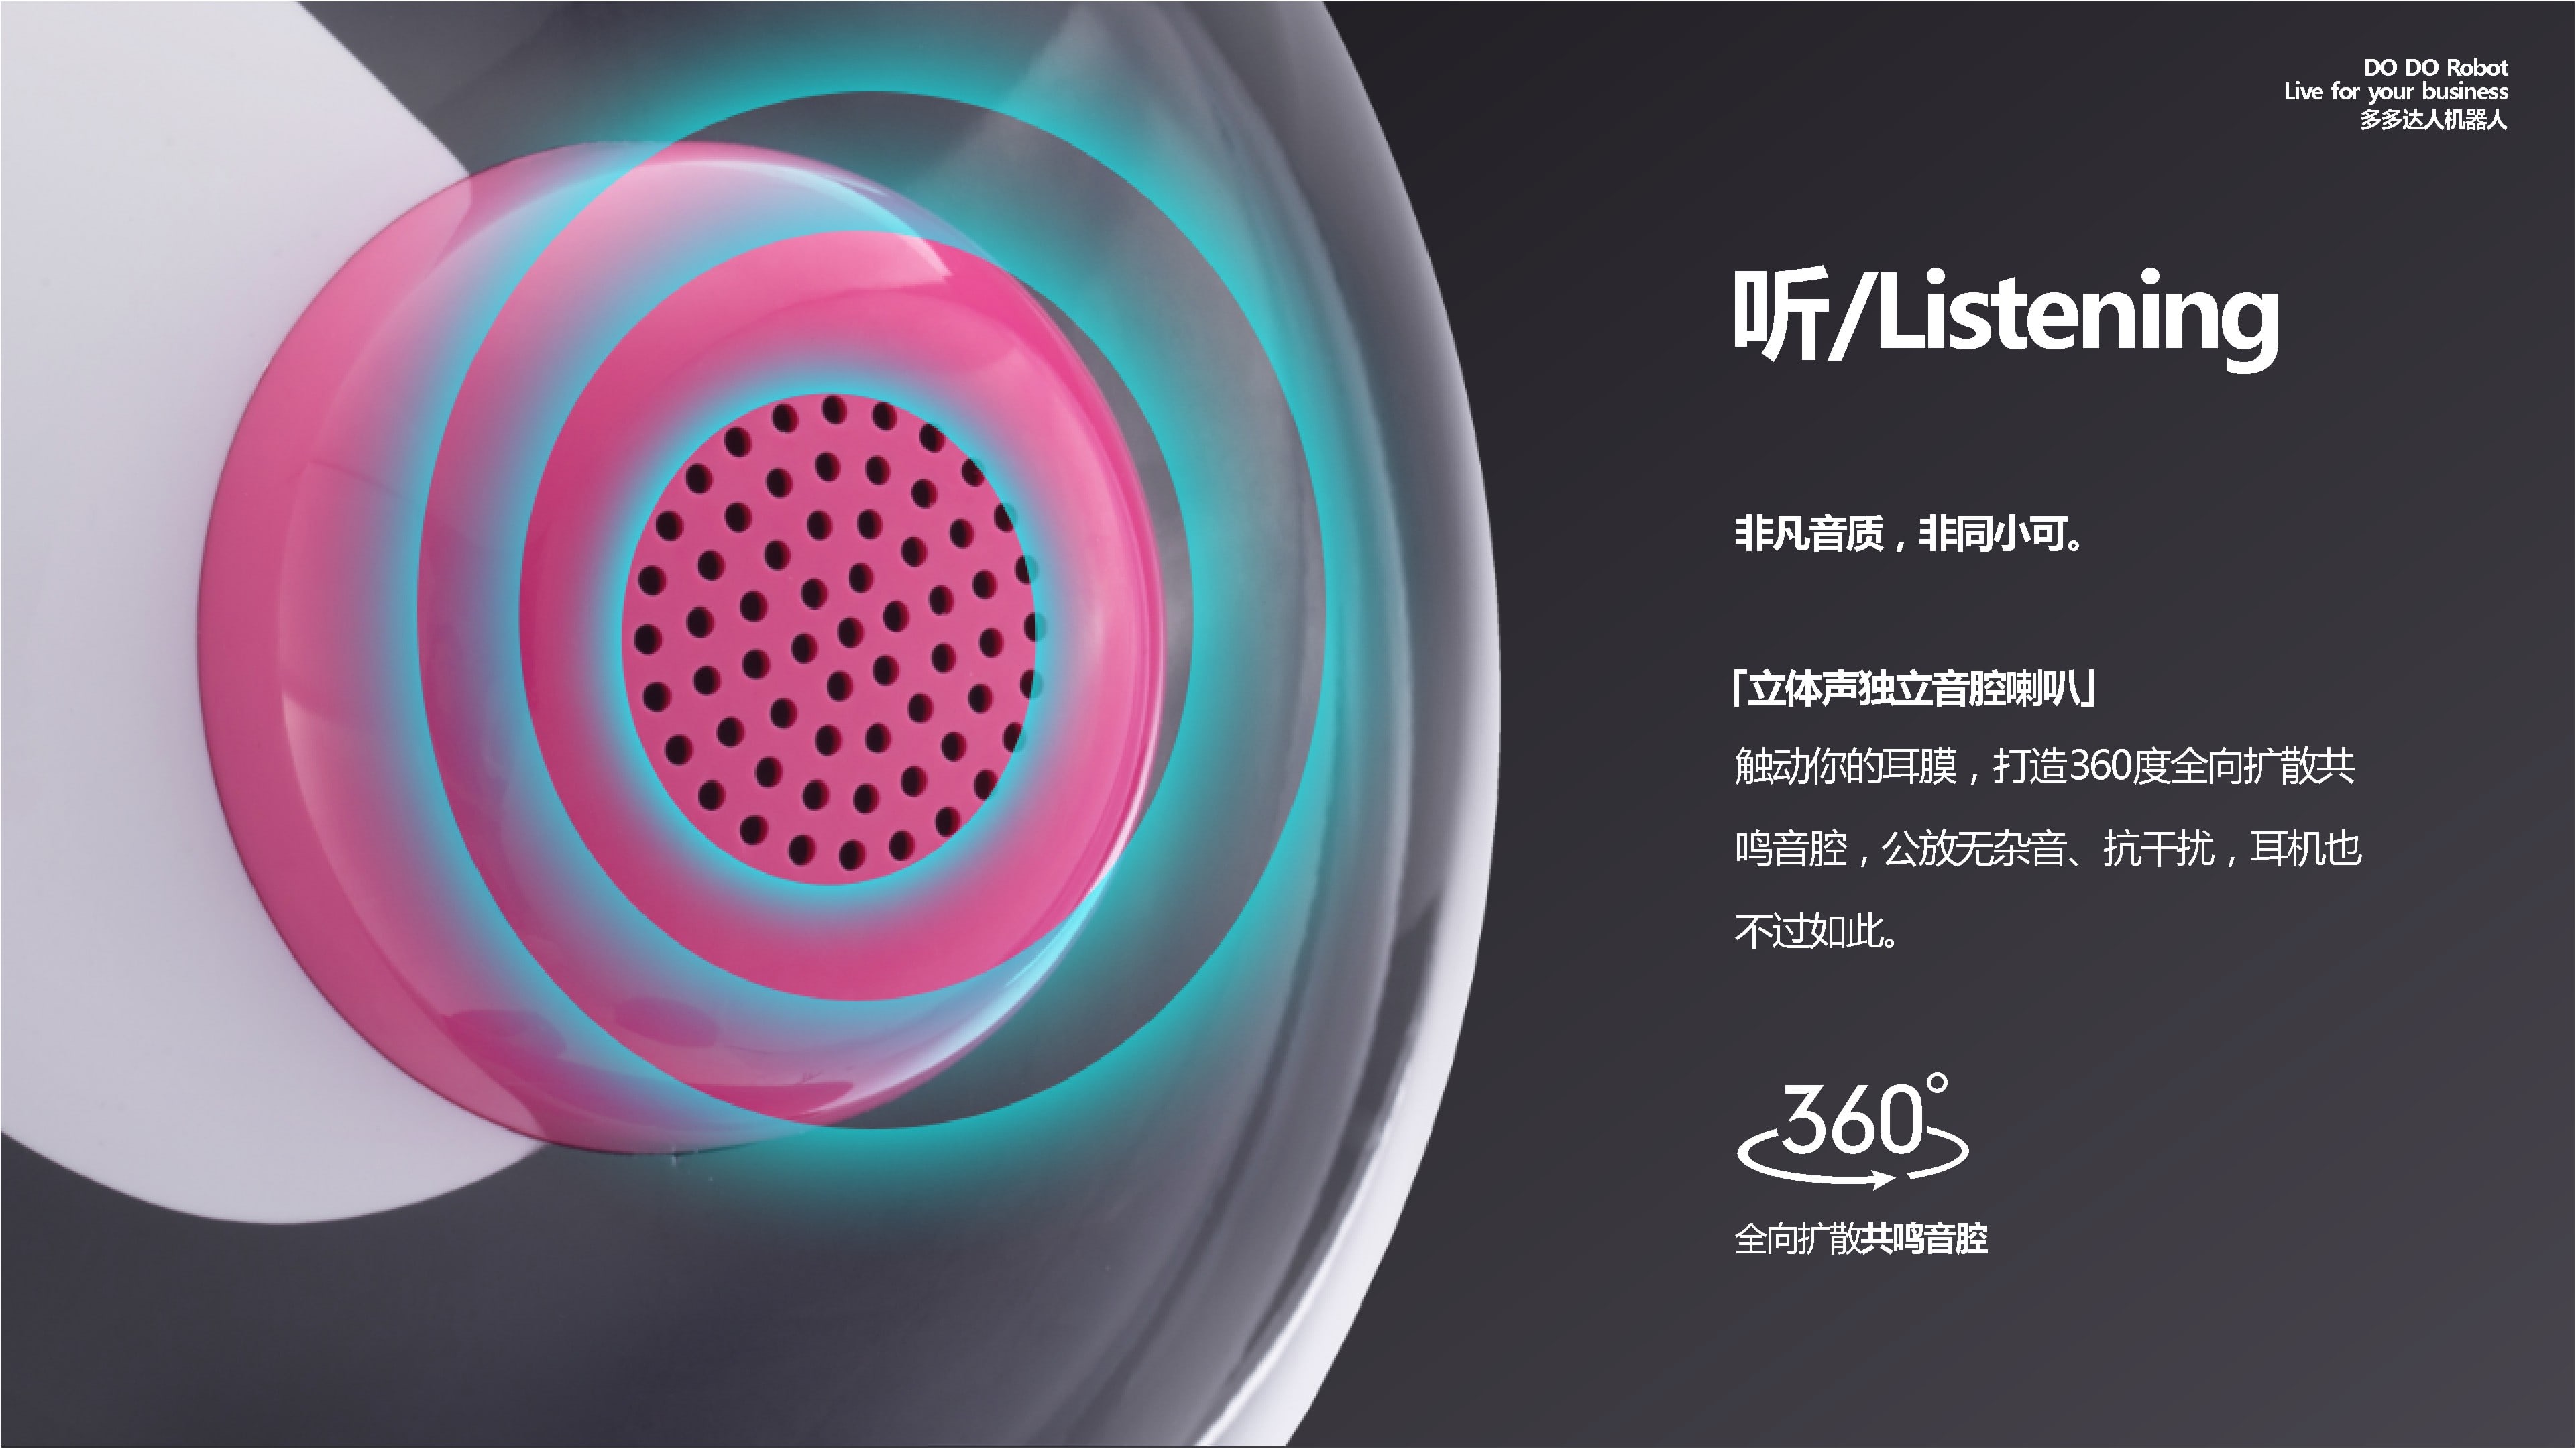 DO DO Robot
Live for your business
多多达人机器人
听/Listening
非凡音质，非同小可。
「立体声独立音腔喇叭」
触动你的耳膜，打造360度全向扩散共
鸣音腔，公放无杂音、抗干扰，耳机也
不过如此。
360°
全向扩散共鸣音腔